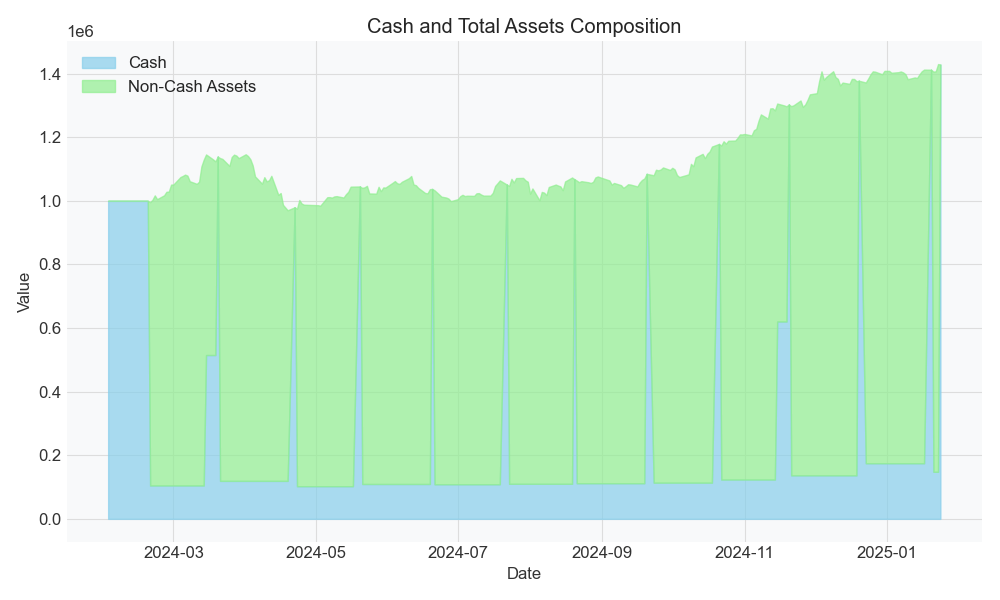 Cash and Total Assets Composition
1e6
Cash
Non-Cash Assets
1.4
1.2
1.0
0.8
0.6
0.4
0.2
0.0
Value
2024-03 2024-05 2024-07 2024-09 2024-11 2025-01
Date